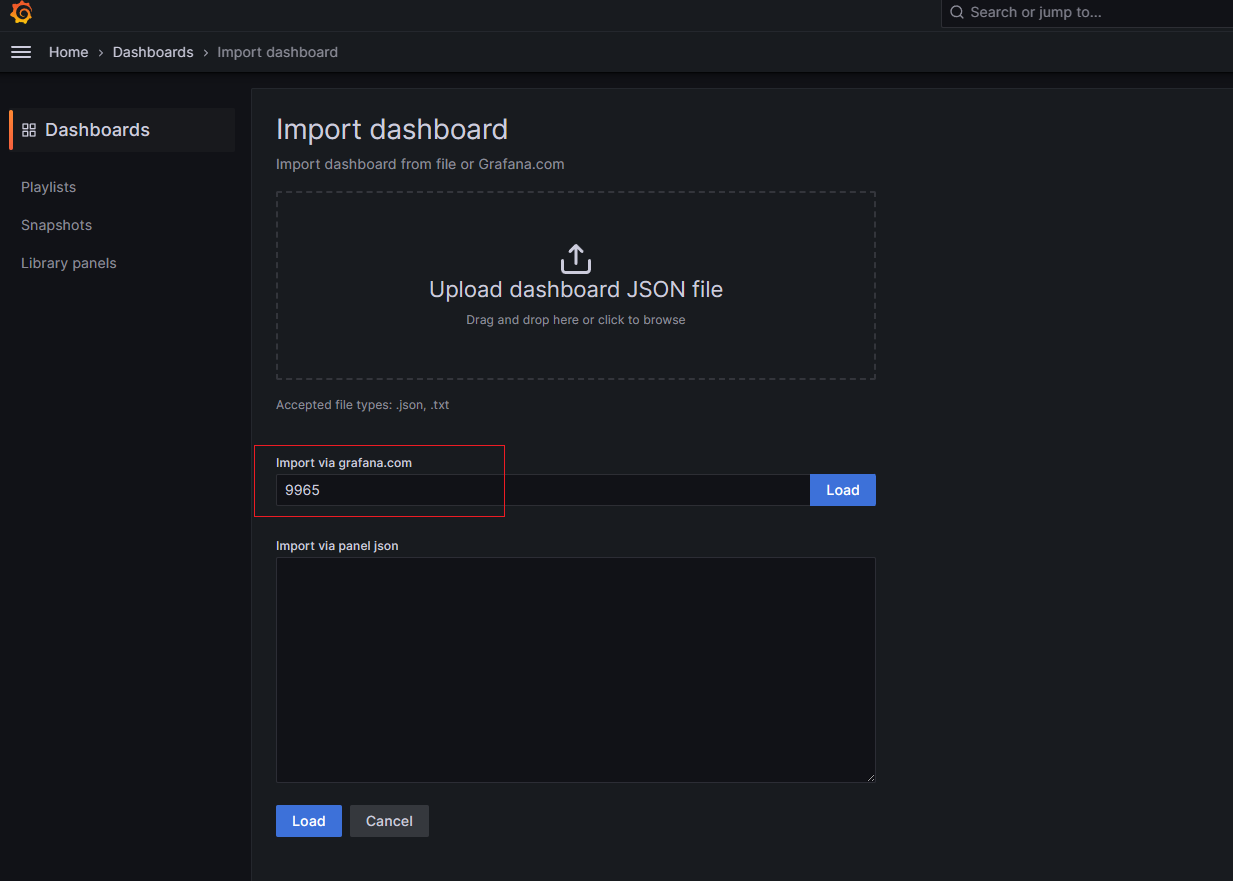 Search or jump to...
Home › Dashboards › Import dashboard
Dashboards
Playlists
Snapshots
Library panels
Import dashboard
Import dashboard from file or Grafana.com
Upload dashboard JSON file
Drag and drop here or click to browse
Accepted file types: .json, .txt
Import via grafana.com
9965 Load
Import via panel json
Load Cancel